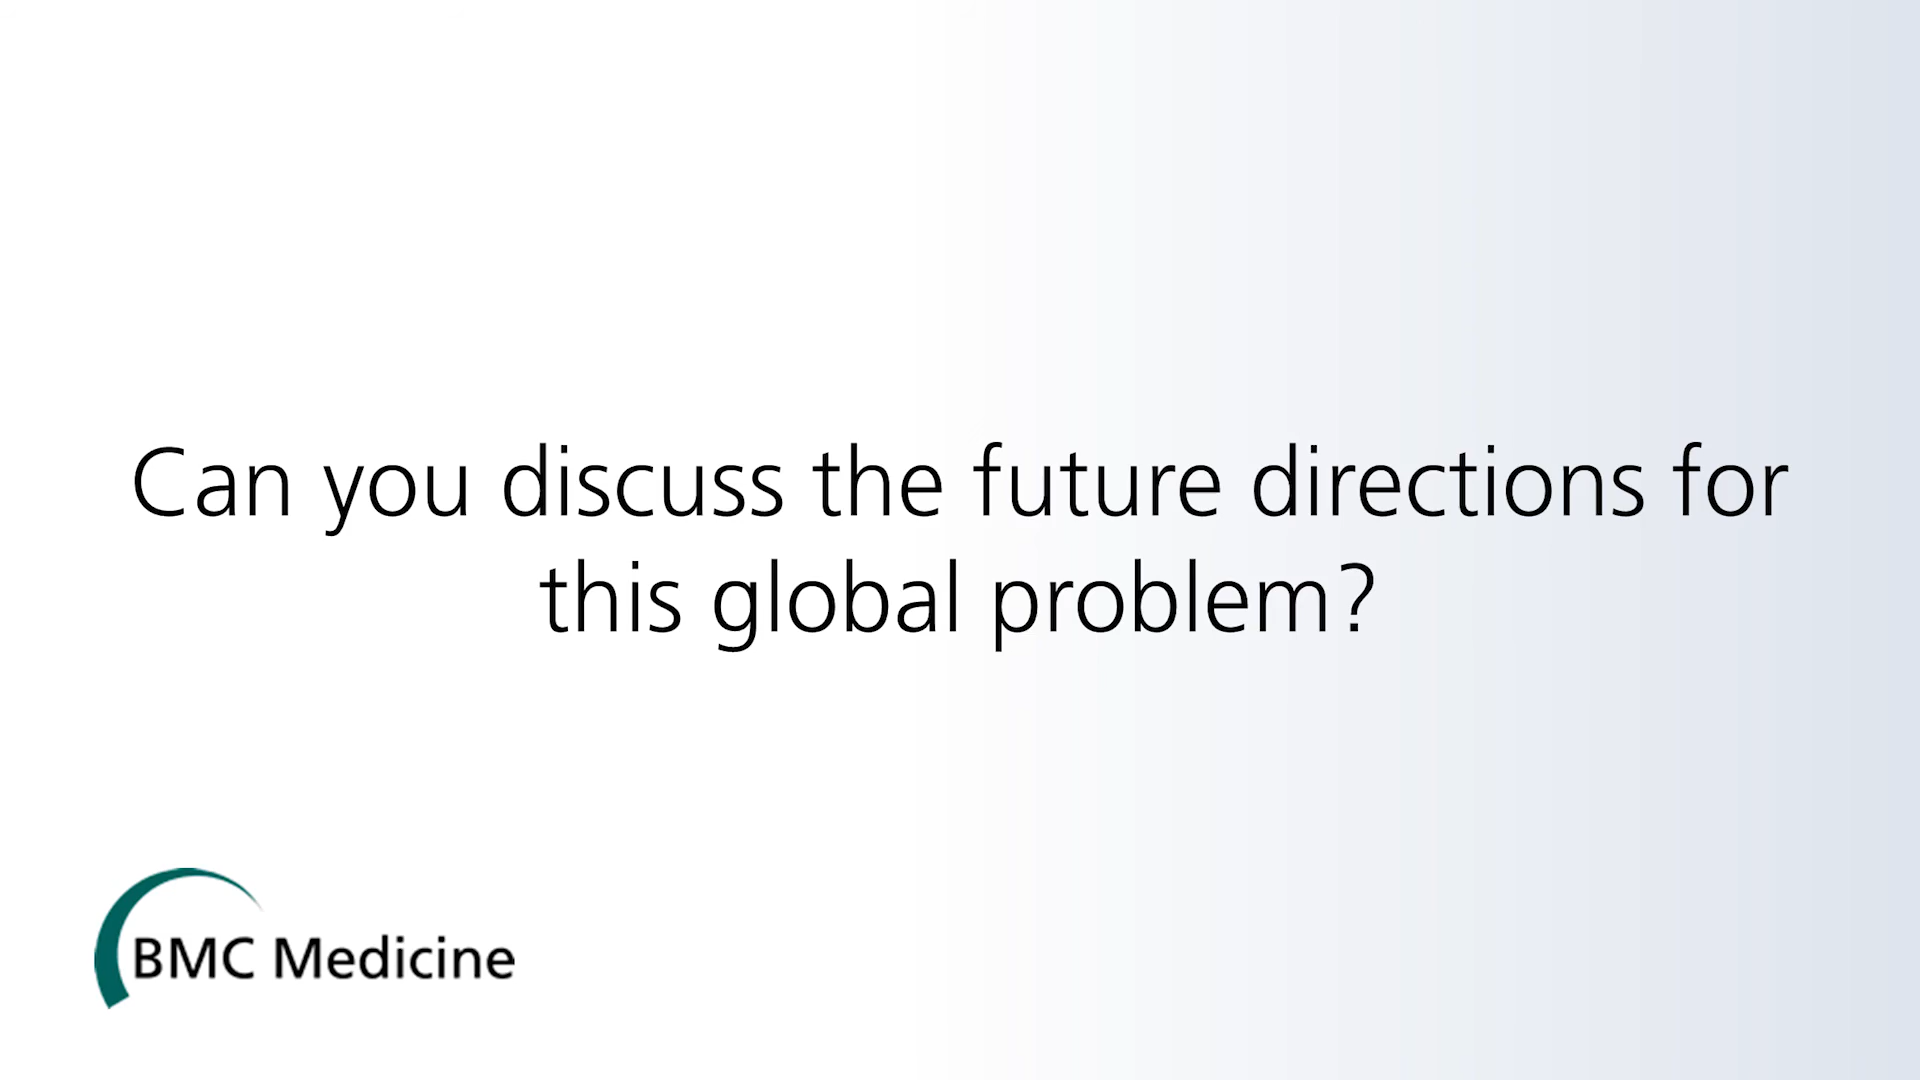 Can you discuss the future directions for
this global problem?
BMC Medicine